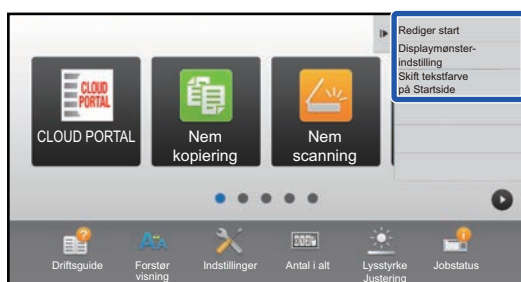 Rediger start
Displaymønster-
indstilling
Skift tekstfarve
på Startside
CLOUD
PORTAL
CLOUD PORTAL
Nem
kopiering
Nem
scanning
Driftsguide
Forstør
visning
Indstillinger
Antal i alt
Lysstyrke
Justering
Jobstatus